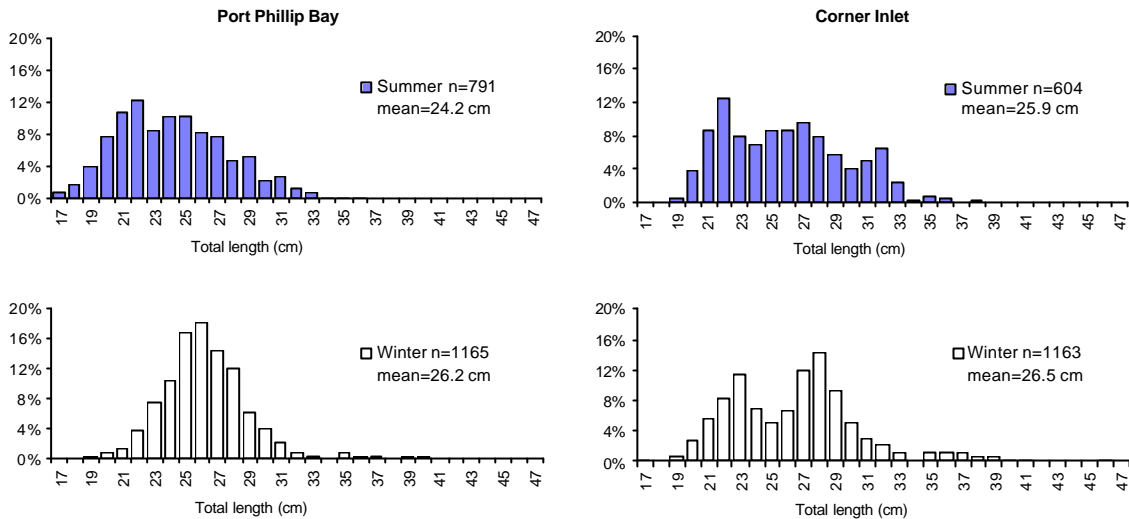 Port Phillip Bay
20%
16%
12%
8%
4%
0%
Summer n=791
mean=24.2 cm
17 19 21 23 25 27 29 31 33 35 37 39 41 43 45 47
Total length (cm)
Corner Inlet
20%
16%
12%
8%
4%
0%
Summer n=604
mean=25.9 cm
17 19 21 23 25 27 29 31 33 35 37 39 41 43 45 47
Total length (cm)
20%
16%
12%
8%
4%
0%
Winter n=1165
mean=26.2 cm
17 19 21 23 25 27 29 31 33 35 37 39 41 43 45 47
Total length (cm)
20%
16%
12%
8%
4%
0%
Winter n=1163
mean=26.5 cm
17 19 21 23 25 27 29 31 33 35 37 39 41 43 45 47
Total length (cm)